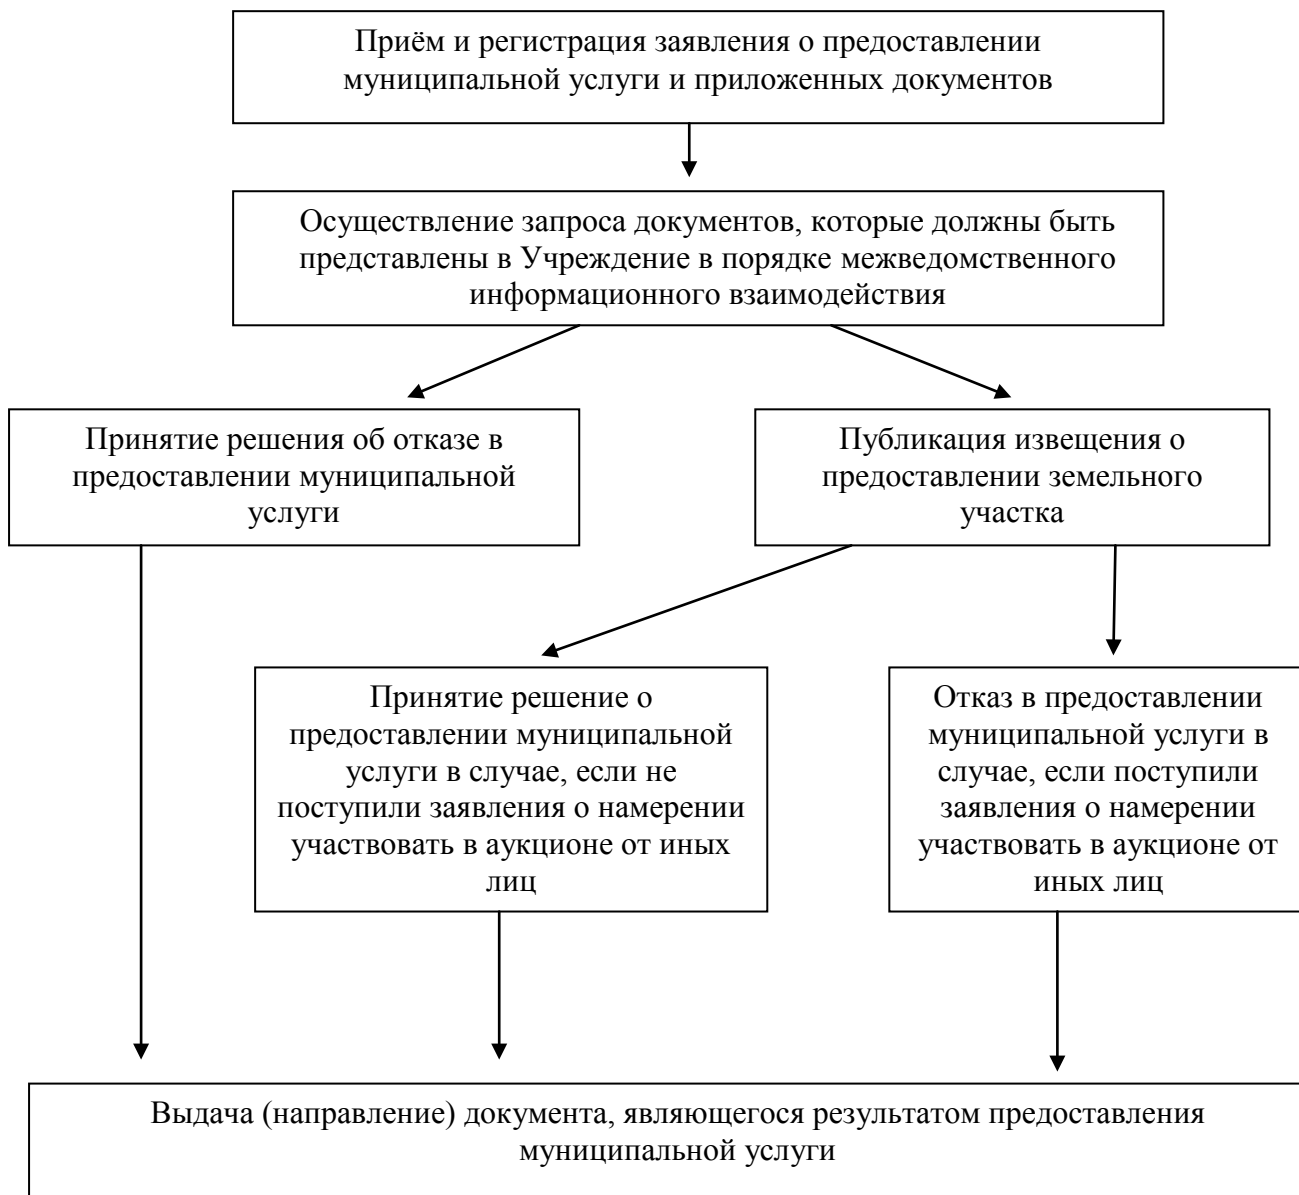 Приём и регистрация заявления о предоставлении
муниципальной услуги и приложенных документов
Осуществление запроса документов, которые должны быть
представлены в Учреждение в порядке межведомственного
информационного взаимодействия
Принятие решения об отказе в
предоставлении муниципальной
услуги
Публикация извещения о
предоставлении земельного
участка
Принятие решение о
предоставлении муниципальной
услуги в случае, если не
поступили заявления о намерении
участвовать в аукционе от иных
лиц
Отказ в предоставлении
муниципальной услуги в
случае, если поступили
заявления о намерении
участвовать в аукционе от
иных лиц
Выдача (направление) документа, являющегося результатом предоставления
муниципальной услуги